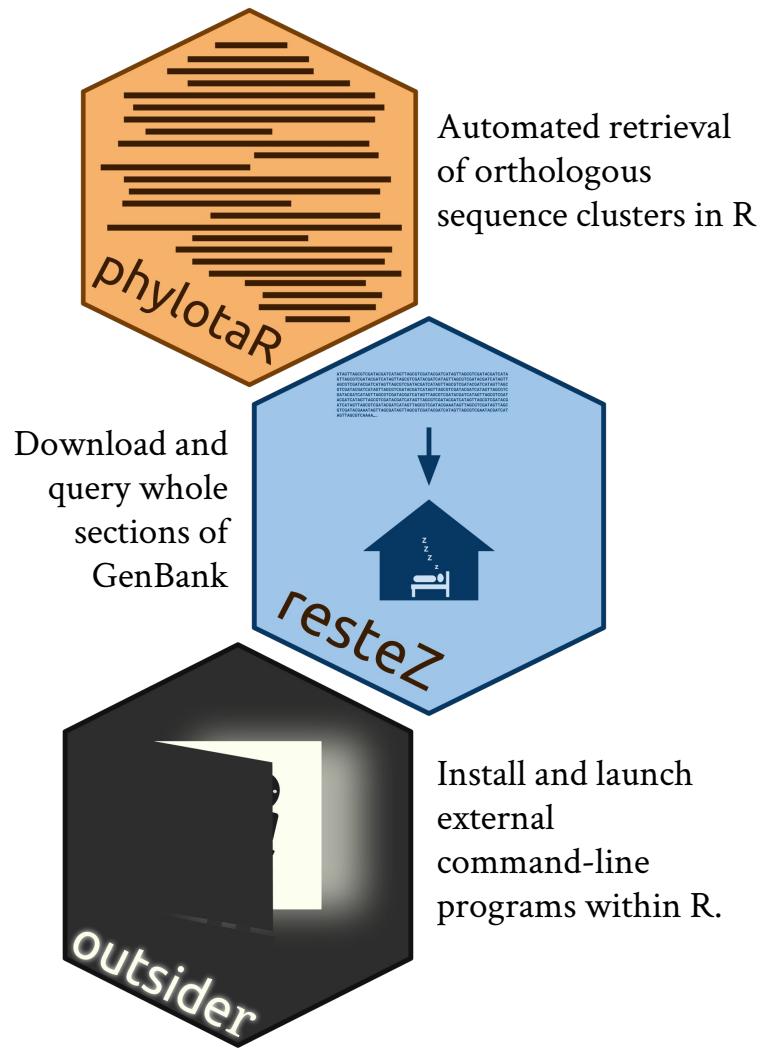 Automated retrieval
of orthologous
sequence clusters in R
phylotaR
Download and
query whole
sections of
GenBank
z
z
z
z
resteZ
Install and launch
external
command-line
programs within R.
outsider